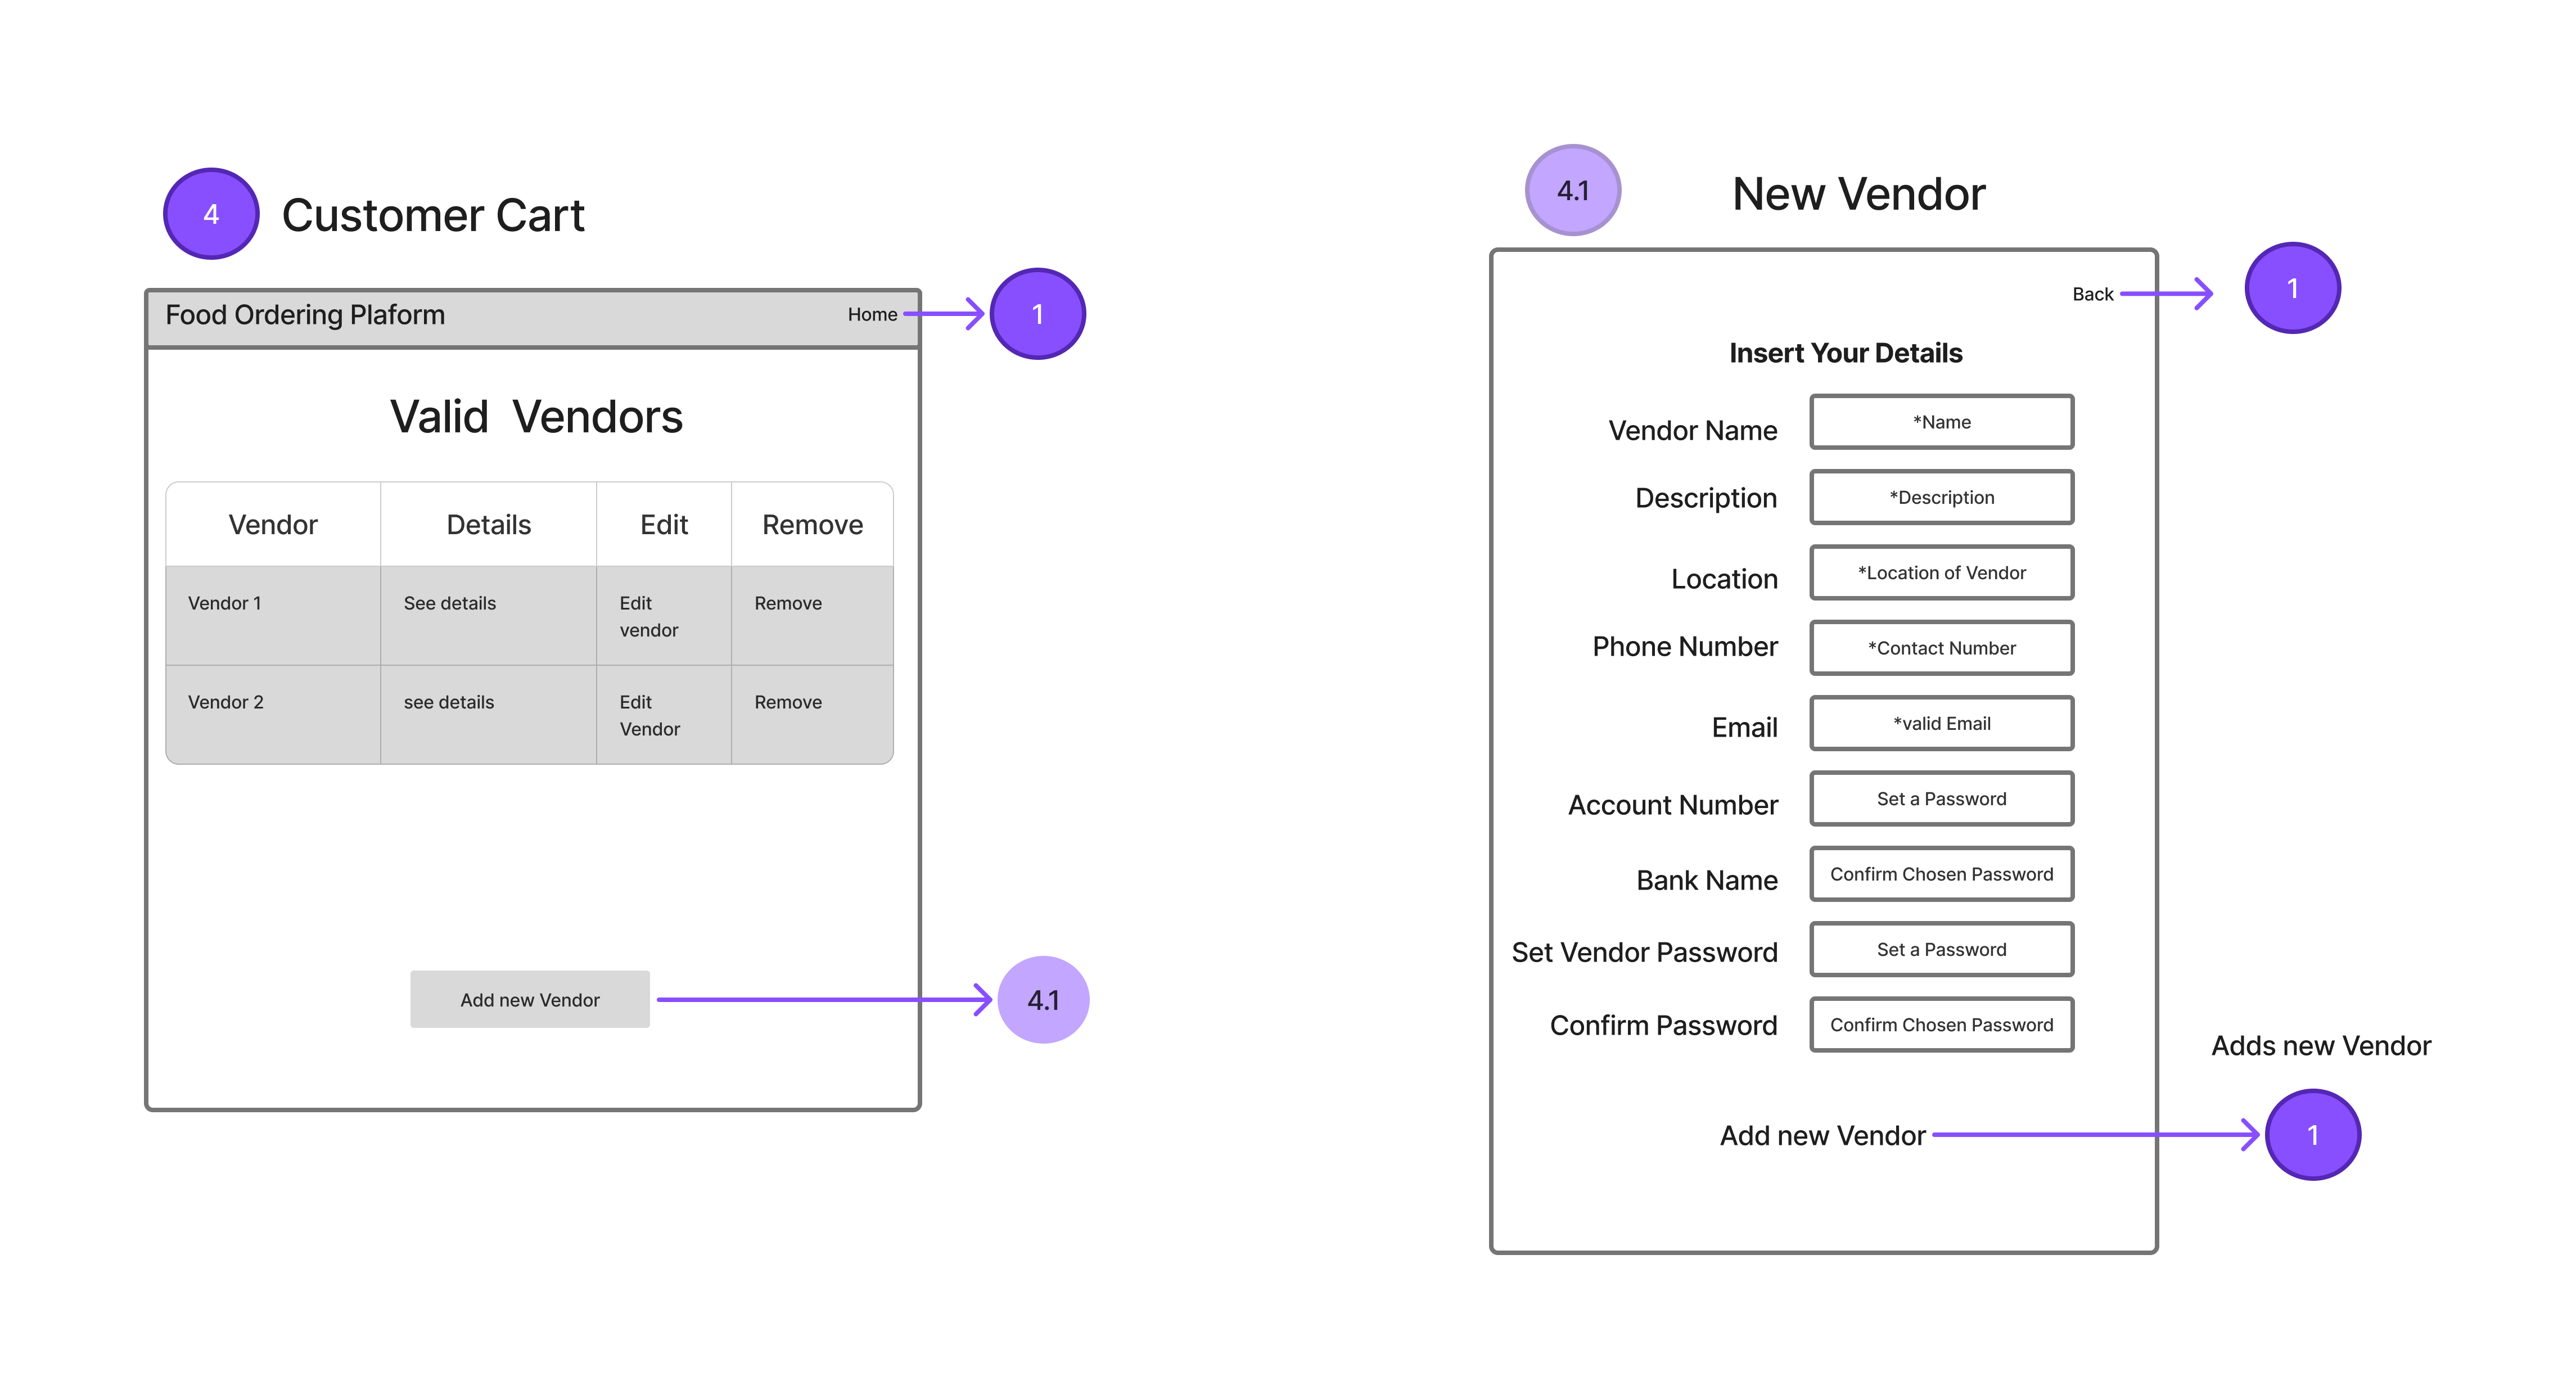 4
Customer Cart
Food Ordering Plaform
Home
1
Valid Vendors
Vendor Details Edit Remove
Vendor 1 See details Edit vendor Remove
Vendor 2 see details Edit Vendor Remove
Add new Vendor
4.1
4.1
New Vendor
Back
1
Insert Your Details
Vendor Name *Name
Description *Description
Location *Location of Vendor
Phone Number *Contact Number
Email *valid Email
Account Number Set a Password
Bank Name Confirm Chosen Password
Set Vendor Password Set a Password
Confirm Password Confirm Chosen Password
Adds new Vendor
Add new Vendor
1